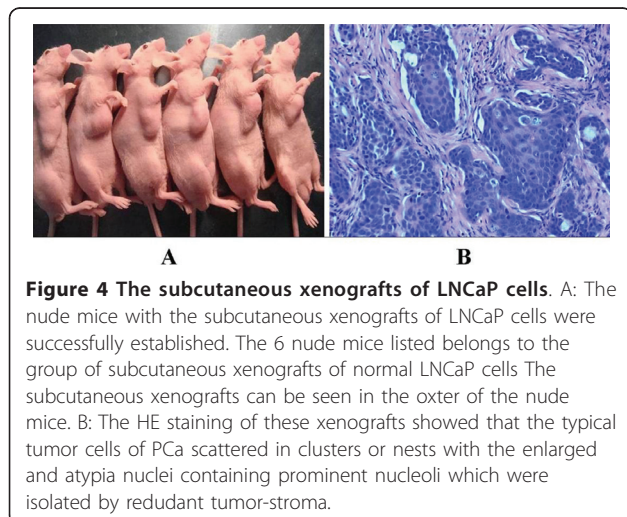 A B
Figure 4 The subcutaneous xenografts of LNCaP cells. A: The
nude mice with the subcutaneous xenografts of LNCaP cells were
successfully established. The 6 nude mice listed belongs to the
group of subcutaneous xenografts of normal LNCaP cells The
subcutaneous xenografts can be seen in the oxter of the nude
mice. B: The HE staining of these xenografts showed that the typical
tumor cells of PCa scattered in clusters or nests with the enlarged
and atypia nuclei containing prominent nucleoli which were
isolated by redudant tumor-stroma.